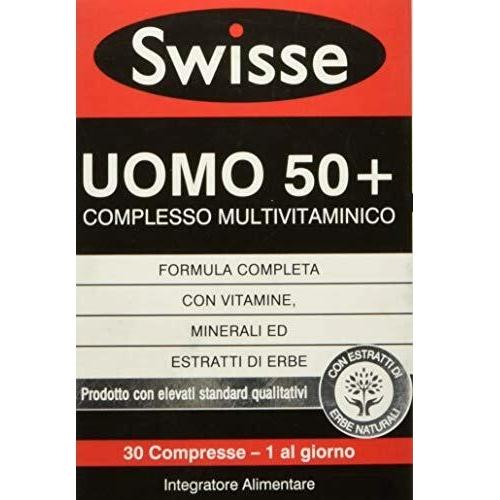 Swisse
UOMO 50+
COMPLESSO MULTIVITAMINICO
FORMULA COMPLETA
CON VITAMINE,
MINERALI ED
ESTRATTI DI ERBE
Prodotto con elevati standard qualitativi
CON ESTRATTI DI
ERBE NATURALI
30 Compresse – 1 al giorno
Integratore Alimentare